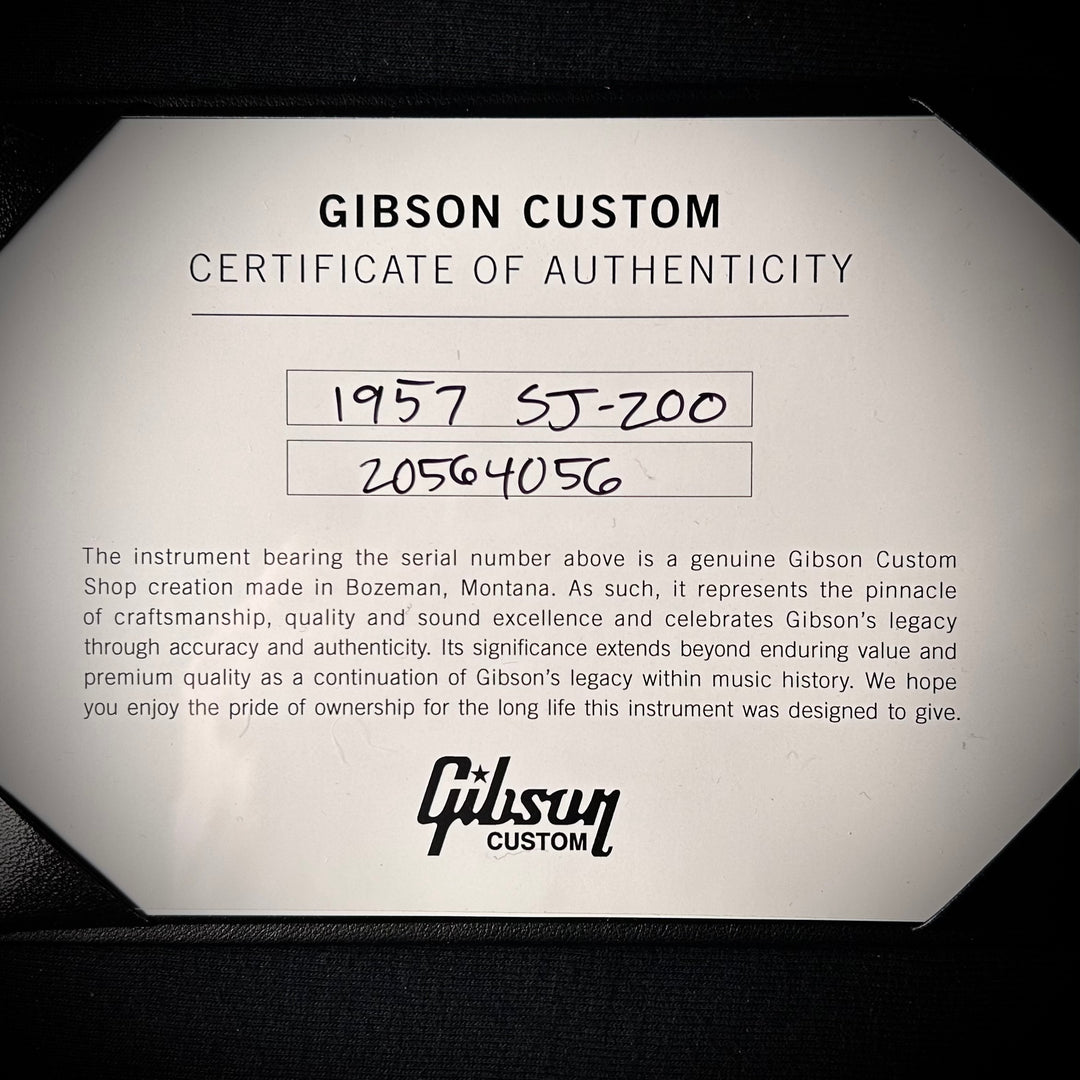 GIBSON CUSTOM
CERTIFICATE OF AUTHENTICITY
1957 SJ-200
20564056
The instrument bearing the serial number above is a genuine Gibson Custom
Shop creation made in Bozeman, Montana. As such, it represents the pinnacle
of craftsmanship, quality and sound excellence and celebrates Gibson's legacy
through accuracy and authenticity. Its significance extends beyond enduring value and
premium quality as a continuation of Gibson's legacy within music history. We hope
you enjoy the pride of ownership for the long life this instrument was designed to give.
Gibson
CUSTOM